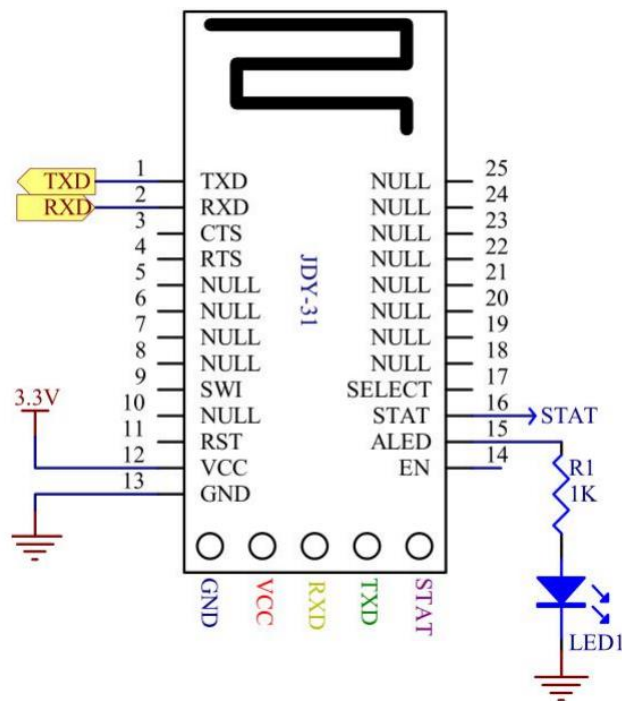 TXD 1 TXD NULL 25
RXD 2 RXD NULL 24
3 CTS NULL 23
4 RTS NULL 22
5 NULL NULL 21
6 NULL NULL 20
7 NULL NULL 19
8 NULL NULL 18
9 SWI SELECT 17
10 NULL STAT 16 STAT
11 RST ALED 15
12 VCC EN 14
13 GND
JDY-31
3.3V
R1
1K
LED1
GND VCC RXD TXD STAT